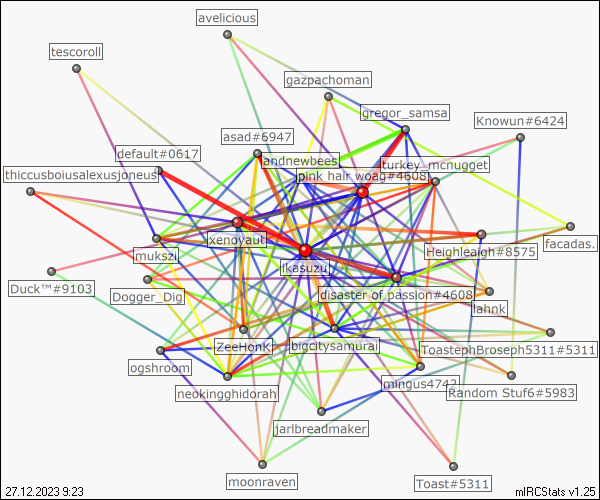 avelicious
tescoroll
gazpachoman
gregor_samsa
Knowun#6424
asad#6947
default#0617
andnewbees
turkey_mcnugget
thiccusboiusalexusjoneus
pink hair woag#4608
xenoyauti
facadas.
mukszi
ikasuzu
Heighleaigh#8575
Duck™#9103
Dogger_Dig
disaster of passion#4608
lahnk
ZeeHonK
bigcitysamurai
ToastephBroseph5311#5311
ogshroom
mingus4742
neokingghidorah
Random Stuf6#5983
jarlbreadmaker
moonraven
Toast#5311
27.12.2023 9:23
mIRCStats v1.25